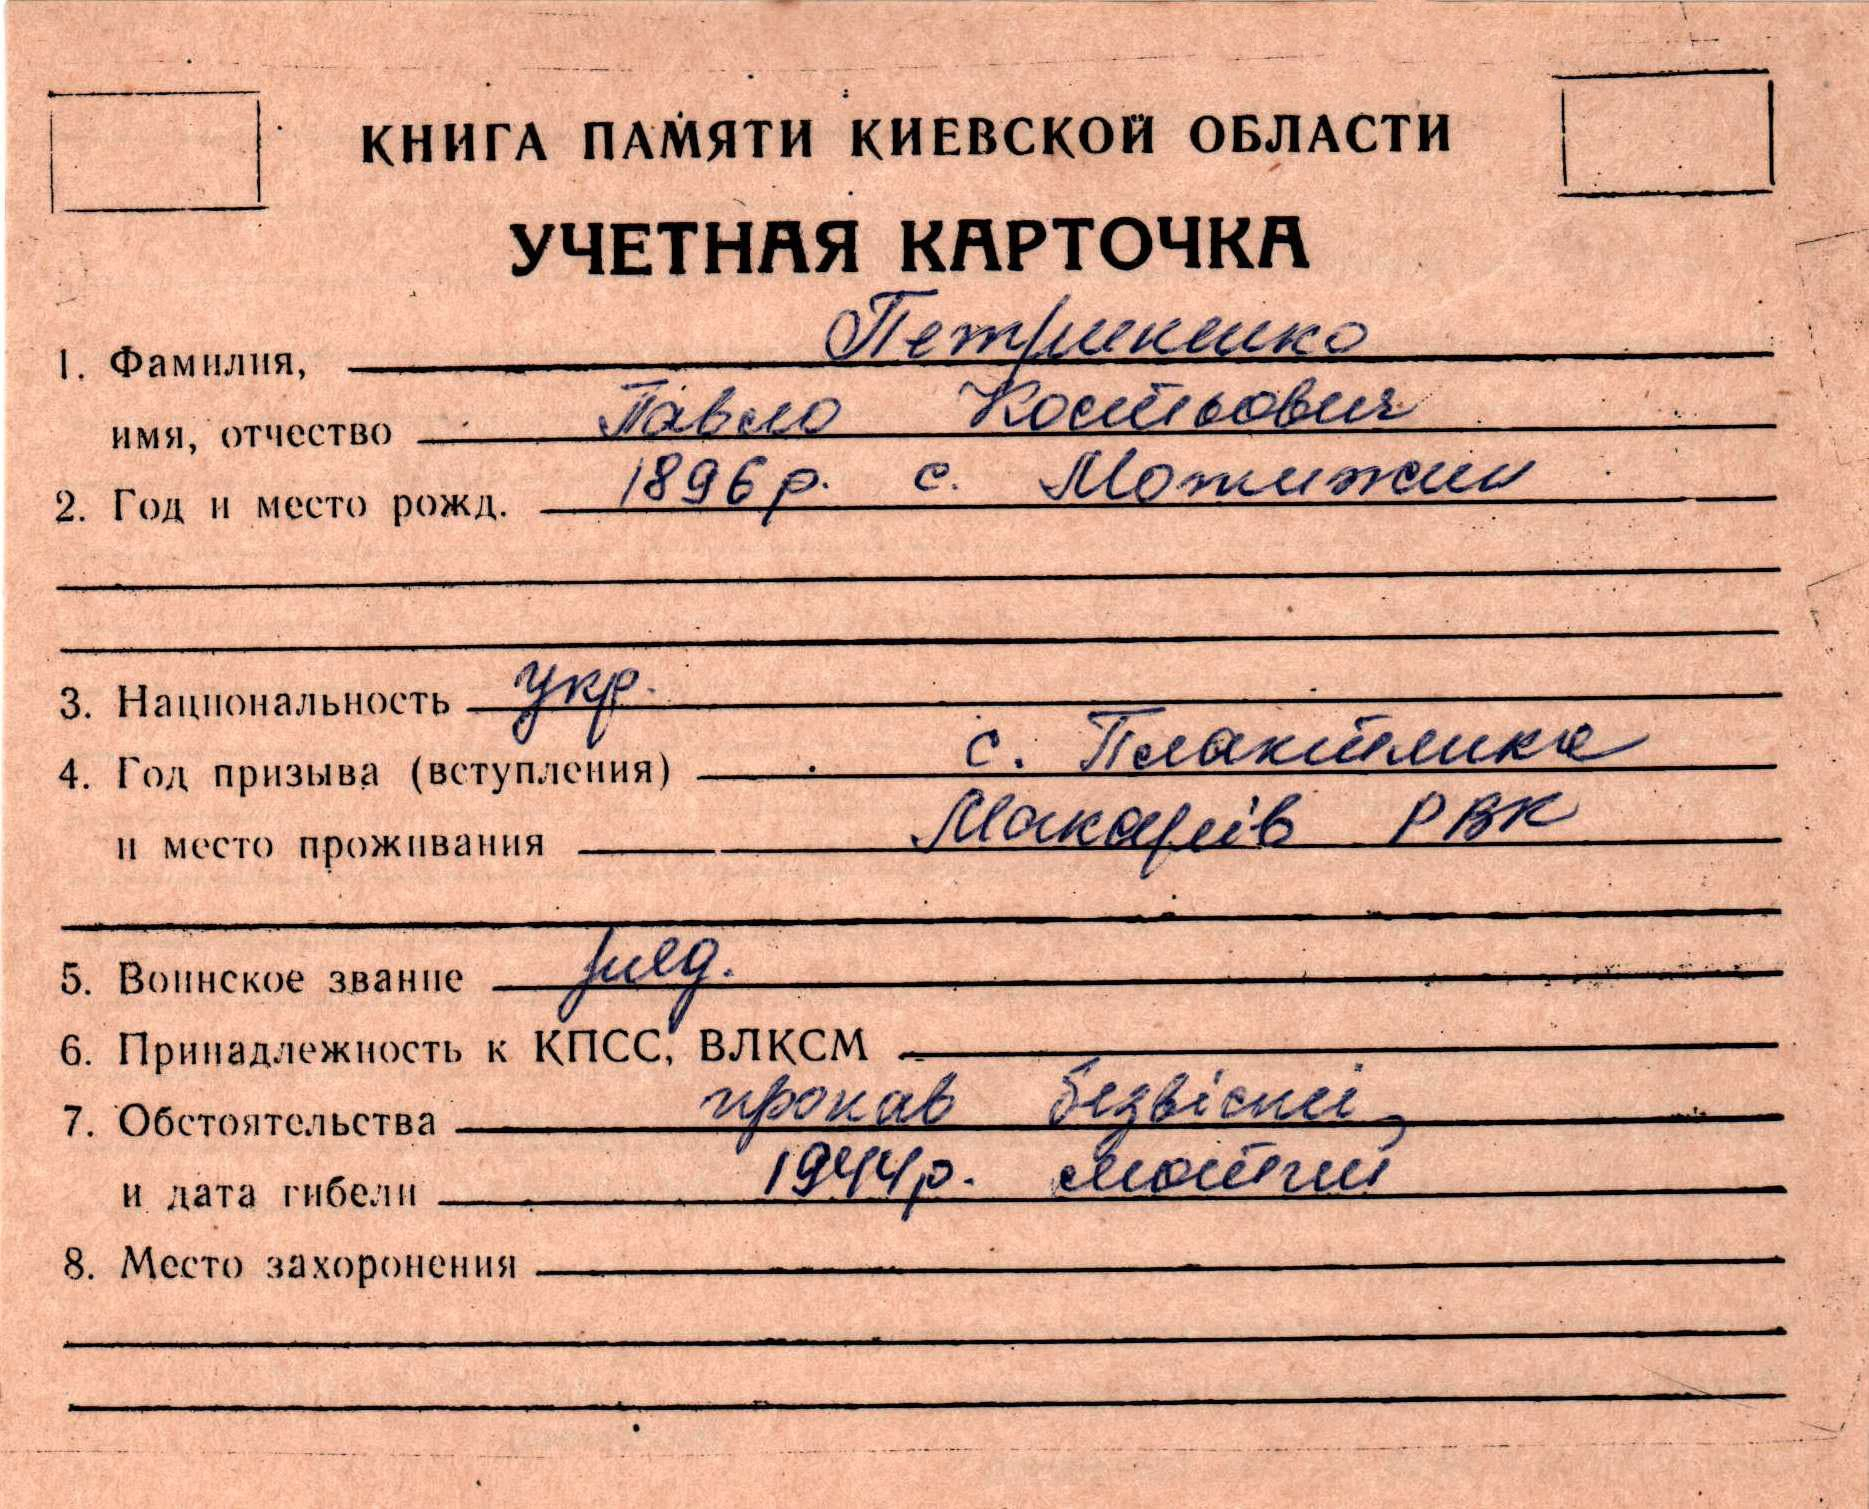 КНИГА ПАМЯТИ КИЕВСКОЙ ОБЛАСТИ
УЧЕТНАЯ КАРТОЧКА
1. Фамилия, Петрикенко
имя, отчество Павло Костьович
2. Год и место рожд. 1896 р. с. Мотижин
3. Национальность укр.
4. Год призыва (вступления) с. Плахтянка
и место проживания Макарів РВК
5. Воинское звание ряд.
6. Принадлежность к КПСС, ВЛКСМ
7. Обстоятельства пропав безвісти,
и дата гибели 1944 р. лютий
8. Место захоронения